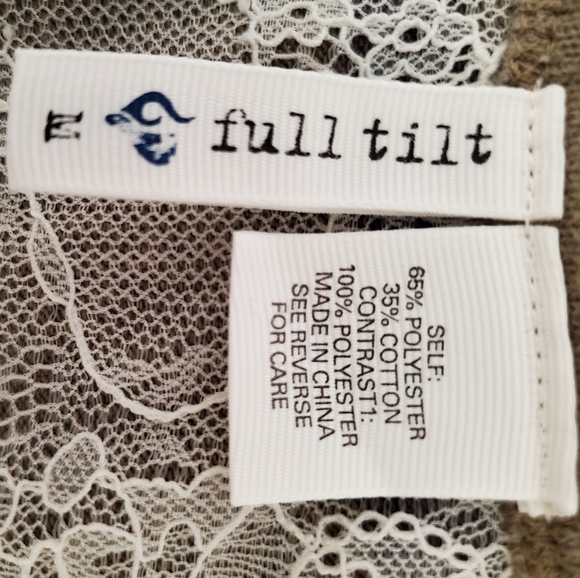 full tilt
M
SELF:
65% POLYESTER
35% COTTON
CONTRAST1:
100% POLYESTER
MADE IN CHINA
SEE REVERSE
FOR CARE